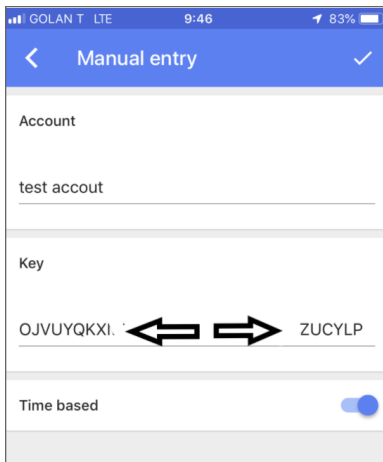 GOLAN T LTE 9:46 83%
Manual entry
Account
test accout
Key
OJVUYQKXI ZUCYLP
Time based